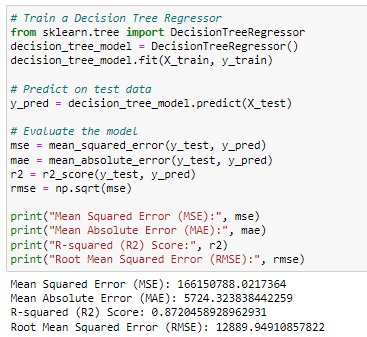 # Train a Decision Tree Regressor
from sklearn.tree import DecisionTreeRegressor
decision_tree_model = DecisionTreeRegressor()
decision_tree_model.fit(X_train, y_train)

# Predict on test data
y_pred = decision_tree_model.predict(X_test)

# Evaluate the model
mse = mean_squared_error(y_test, y_pred)
mae = mean_absolute_error(y_test, y_pred)
r2 = r2_score(y_test, y_pred)
rmse = np.sqrt(mse)

print("Mean Squared Error (MSE):", mse)
print("Mean Absolute Error (MAE):", mae)
print("R-squared (R2) Score:", r2)
print("Root Mean Squared Error (RMSE):", rmse)

Mean Squared Error (MSE): 166150788.0217364
Mean Absolute Error (MAE): 5724.323838442259
R-squared (R2) Score: 0.8720458928962931
Root Mean Squared Error (RMSE): 12889.94910857822